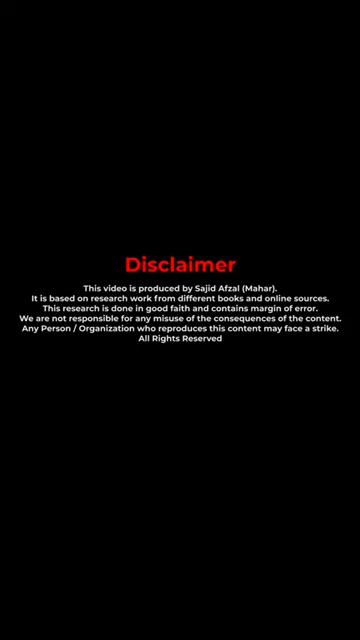 Disclaimer
This video is produced by Sajid Afzal (Mahar).
It is based on research work from different books and online sources.
This research is done in good faith and contains margin of error.
We are not responsible for any misuse of the consequences of the content.
Any Person / Organization who reproduces this content may face a strike.
All Rights Reserved